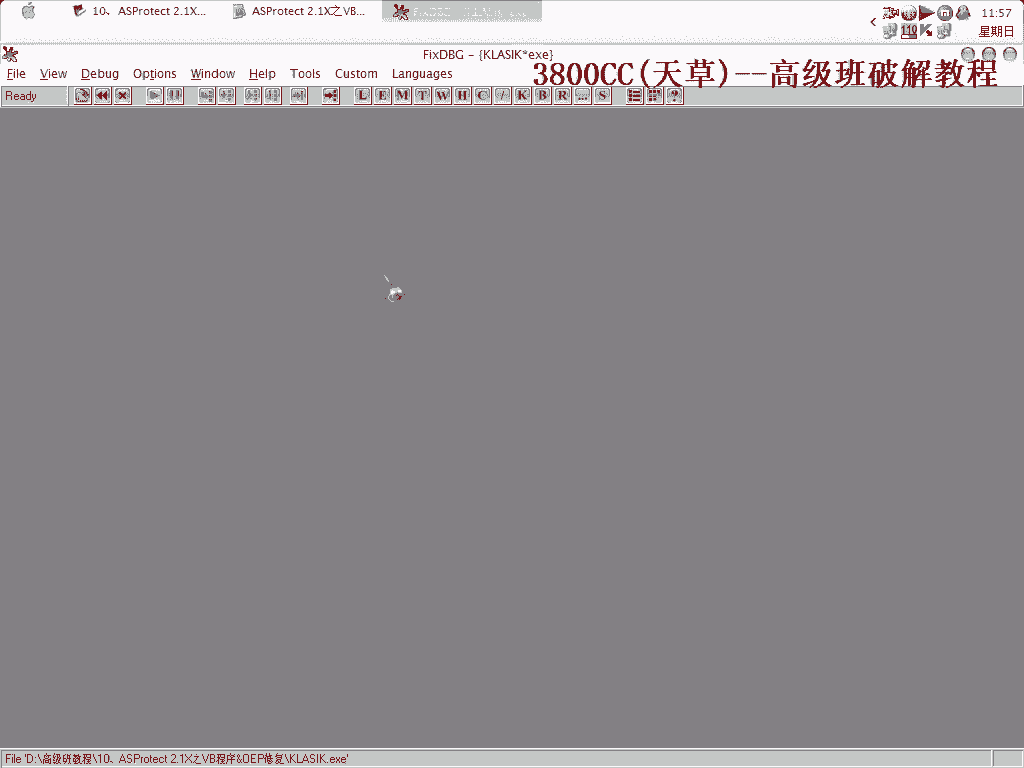 10、ASProtect 2.1X... ASProtect 2.1X之VB... 11:57
星期日
FixDBG - {KLASIK*exe}
File View Debug Options Window Help Tools Custom Languages
3800CC(天草)--高级班破解教程
Ready L E M T W H C / K B R ... S ?
File 'D:\高级班教程\10、ASProtect 2.1X之VB程序&OEP修复\KLASIK.exe'